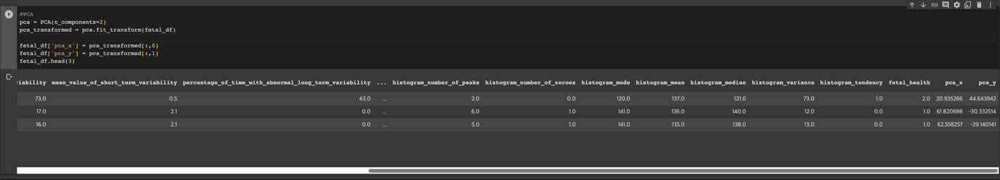 #PCA
pca = PCA(n_components=2)
pca_transformed = pca.fit_transform(fetal_df)
fetal_df['pca_x'] = pca_transformed[:,0]
fetal_df['pca_y'] = pca_transformed[:,1]
fetal_df.head(3)
iability mean_value_of_short_term_variability percentage_of_time_with_abnormal_long_term_variability ... histogram_number_of_peaks histogram_number_of_zeroes histogram_mode histogram_mean histogram_median histogram_variance histogram_tendency fetal_health pca_x pca_y
73.0 0.5 43.0 ... 2.0 0.0 120.0 137.0 121.0 73.0 1.0 2.0 20.935266 44.643942
17.0 2.1 0.0 ... 6.0 1.0 141.0 136.0 140.0 12.0 0.0 1.0 61.820698 -30.332514
16.0 2.1 0.0 ... 5.0 1.0 141.0 135.0 138.0 13.0 0.0 1.0 62.558257 -29.140141